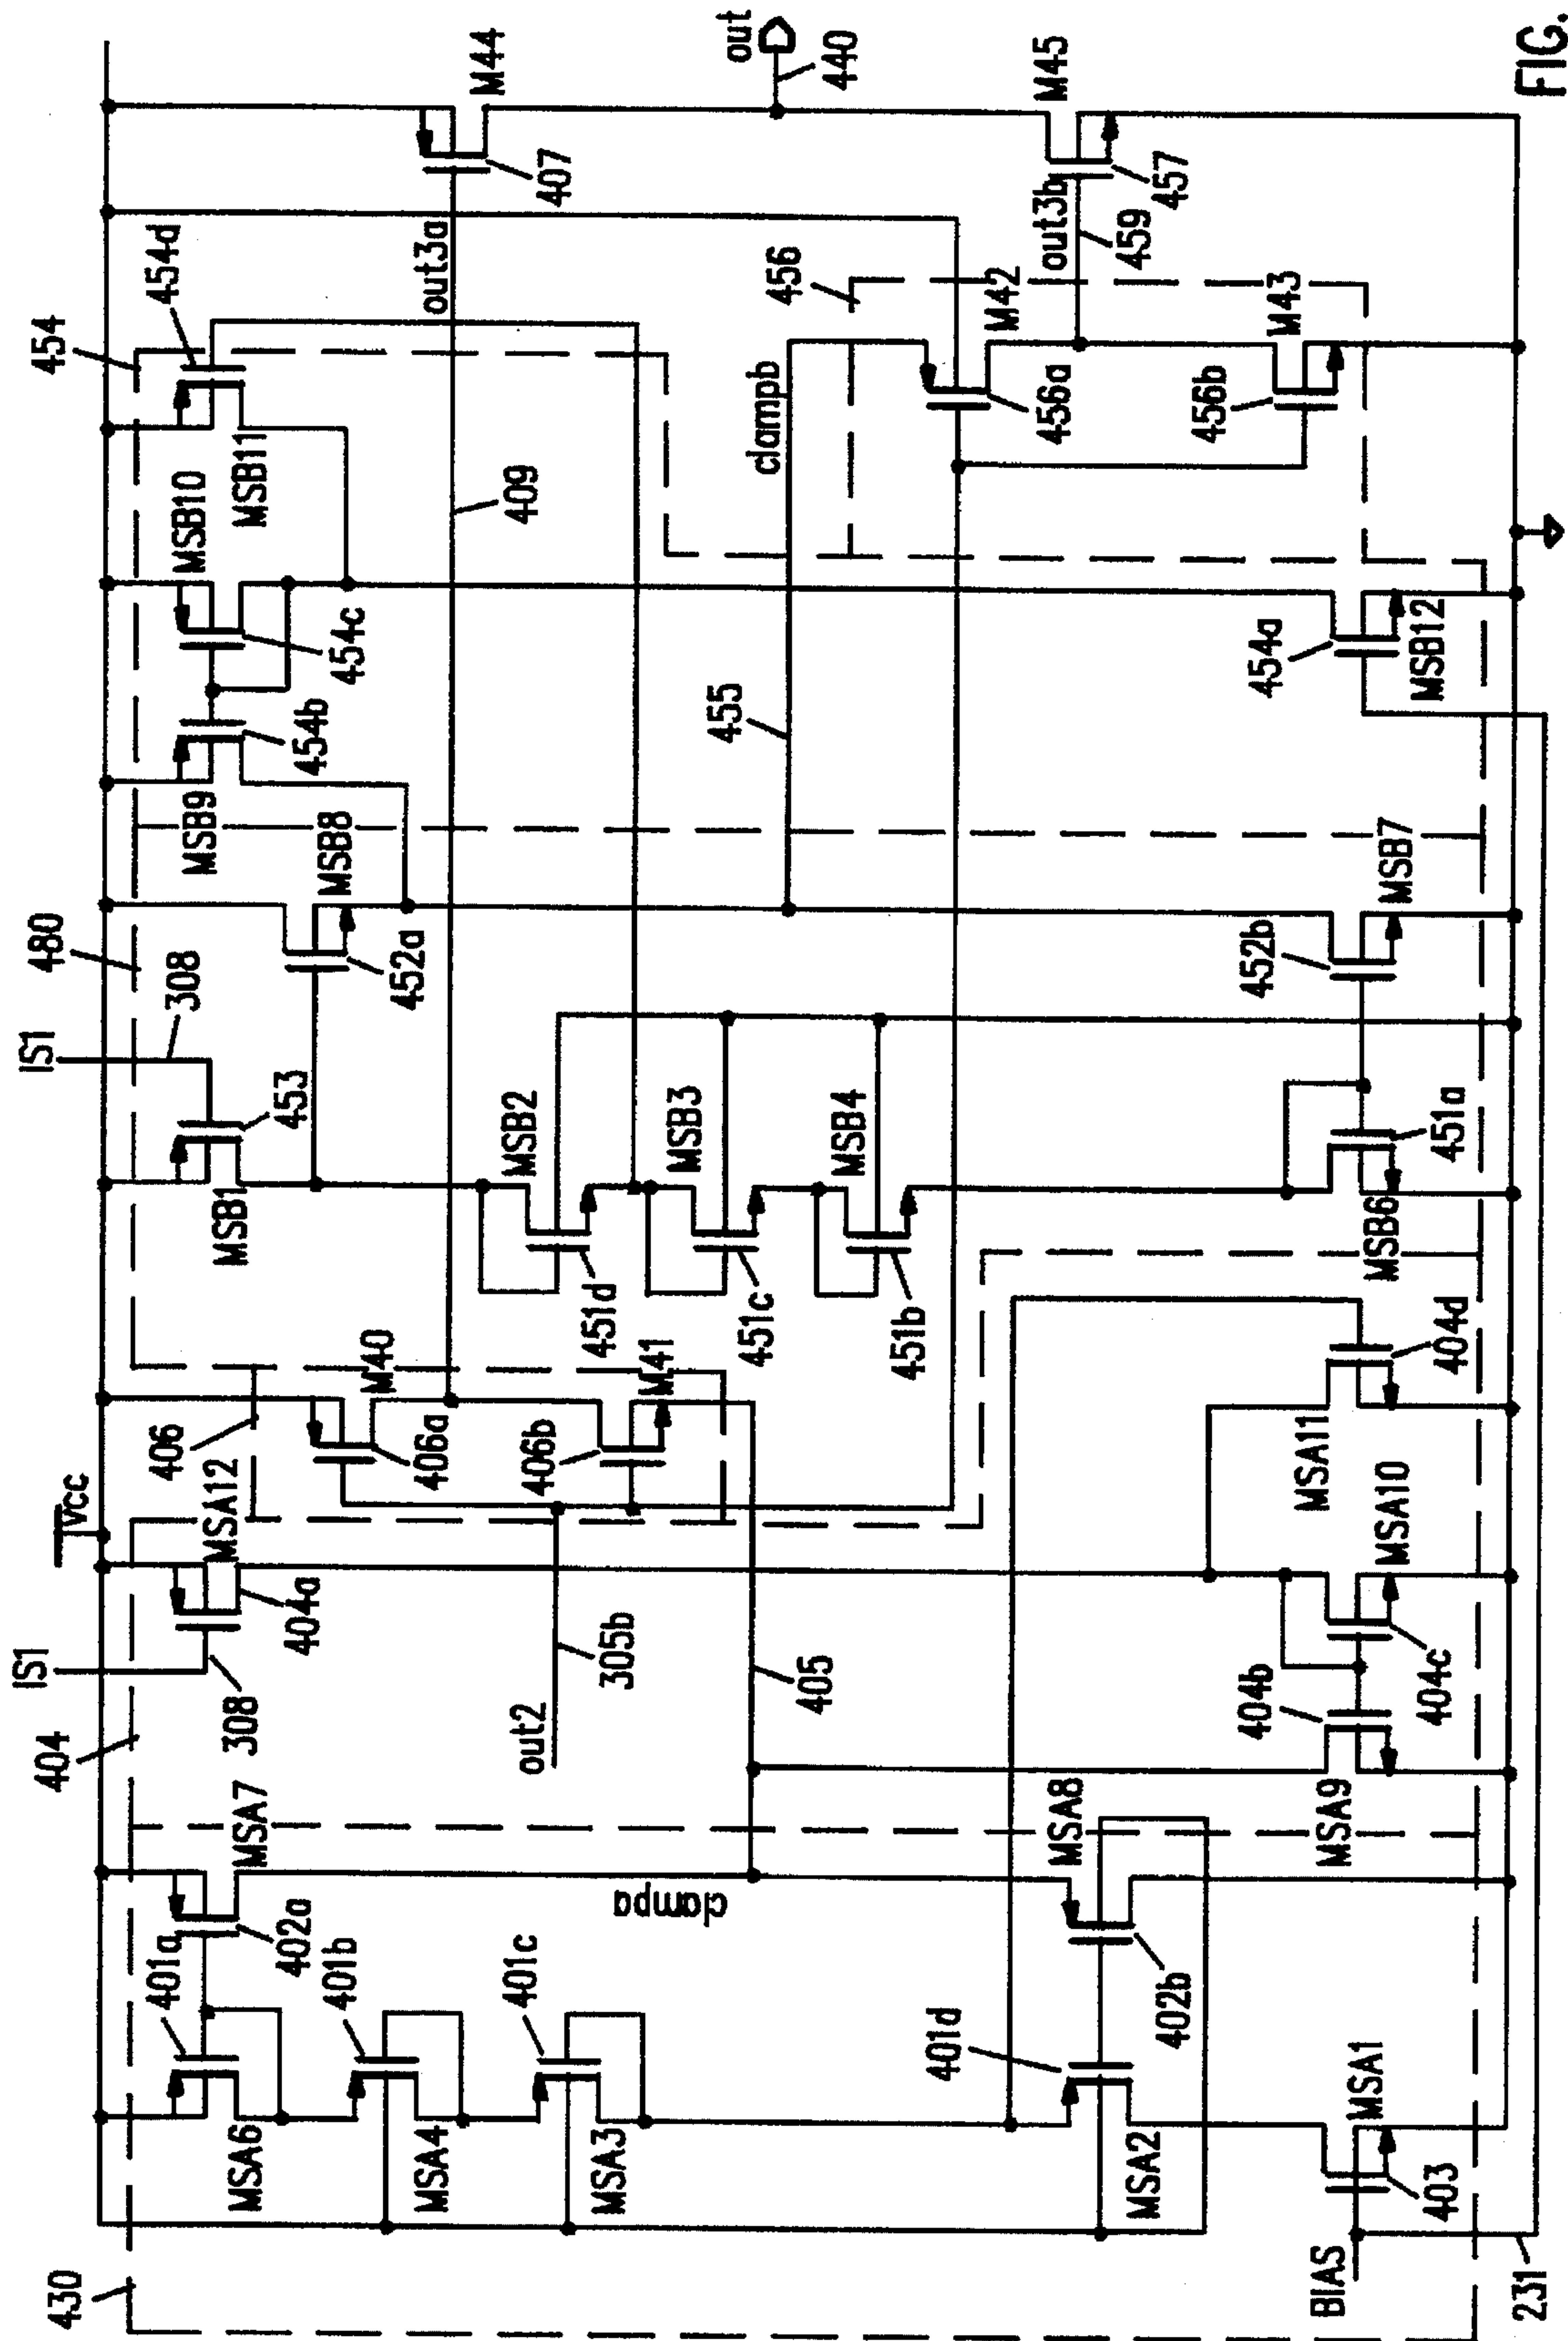 430
404
IS1
Vcc
406
IS1
480
454
308
404a
MSA12
308
453
MSB1
MSB8
452a
MSB9
454b
MSB10
454c
454d
MSB11
401a
402a
MSA7
MSA6
401b
MSA4
401c
MSA3
406a
M40
406b
M41
409
out3a
407
M44
out2
305b
405
clampa
451d
MSB2
451c
MSB3
451b
MSB4
455
clampb
456
456a
M42
out3b
459
457
M45
out
440
456b
M43
401d
MSA2
402b
MSA8
MSA9
404b
404c
MSA10
MSA11
404d
MSB6
451a
452b
MSB7
454a
MSB12
BIAS
403
MSA1
231
FIG.